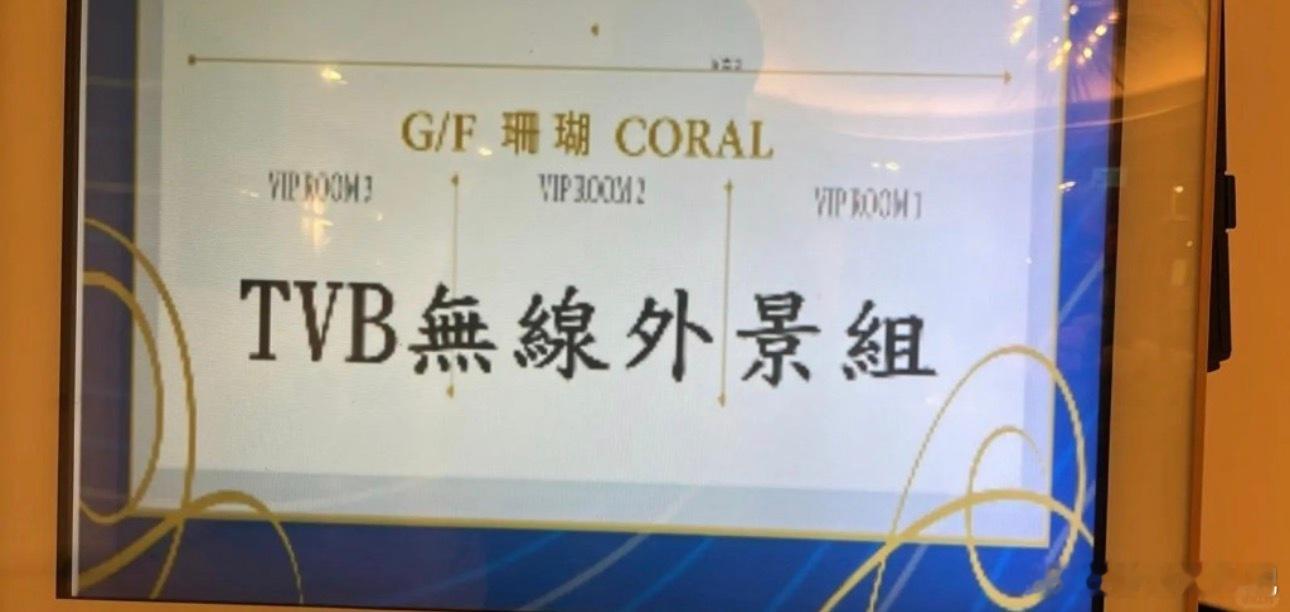 G/F 珊瑚 CORAL
VIP ROOM 3 VIP ROOM 2 VIP ROOM 1
TVB無線外景組